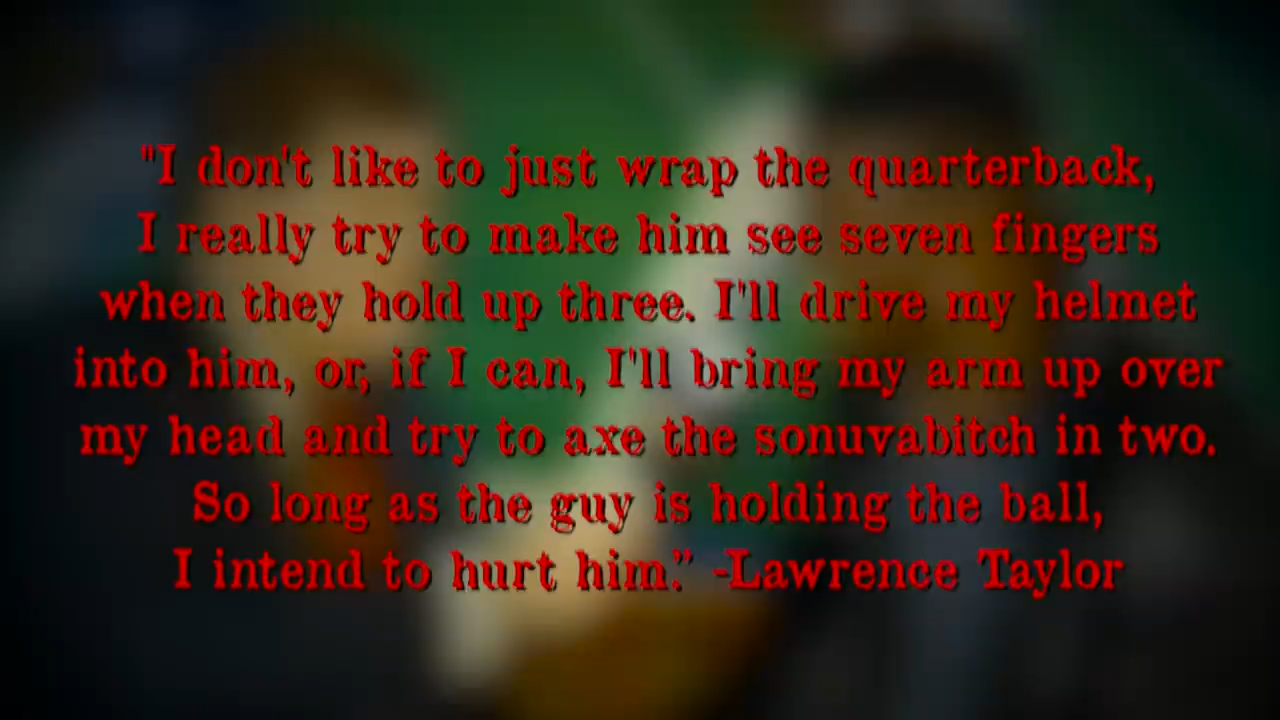 "I don't like to just wrap the quarterback,
I really try to make him see seven fingers
when they hold up three. I'll drive my helmet
into him, or, if I can, I'll bring my arm up over
my head and try to axe the sonuvabitch in two.
So long as the guy is holding the ball,
I intend to hurt him." -Lawrence Taylor